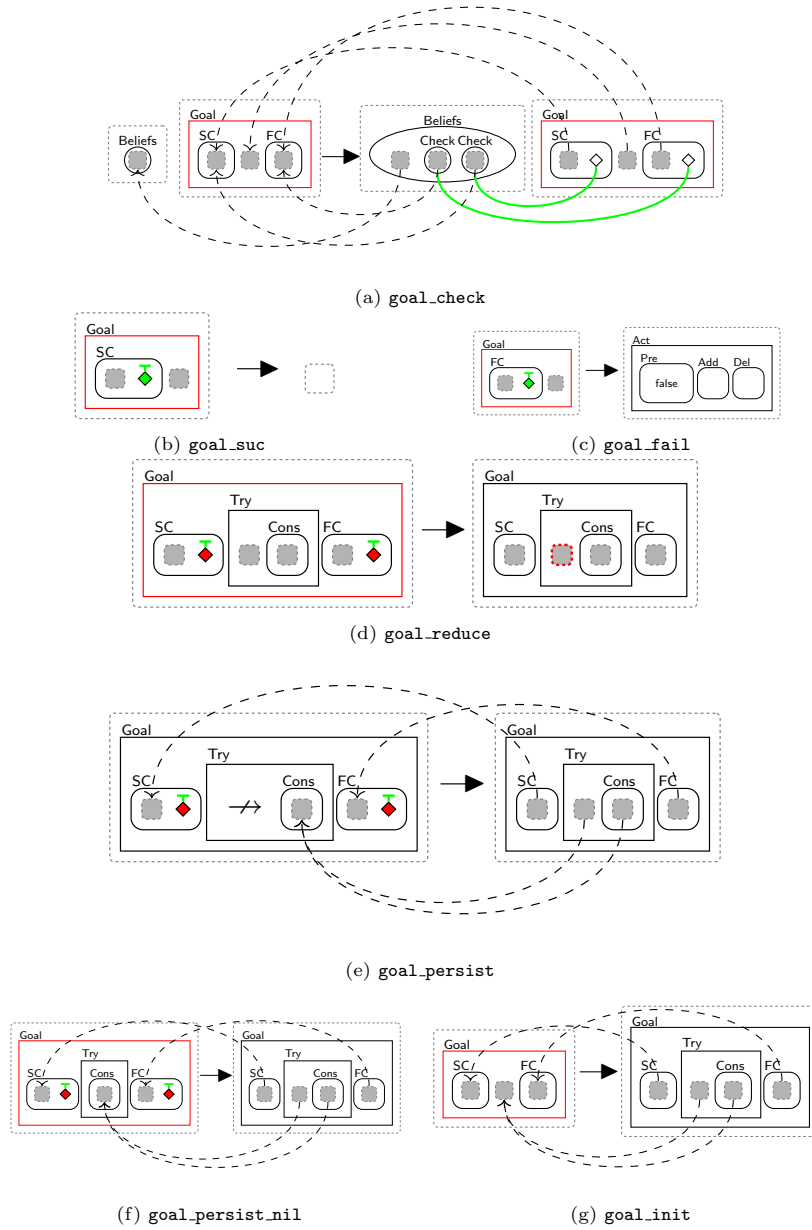 Goal Goal
Beliefs SC FC Beliefs SC FC
Check Check
(a) goal_check
Goal Goal Act
SC FC Pre Add Del
false
(b) goal_suc (c) goal_fail
Goal Goal
Try Try
SC Cons FC SC Cons FC
(d) goal_reduce
Goal Goal
Try Try
SC Cons FC SC Cons FC
(e) goal_persist
Goal Goal Goal Goal
Try Try Try
SC Cons FC SC Cons FC SC FC SC Cons FC
(f) goal_persist_nil (g) goal_init